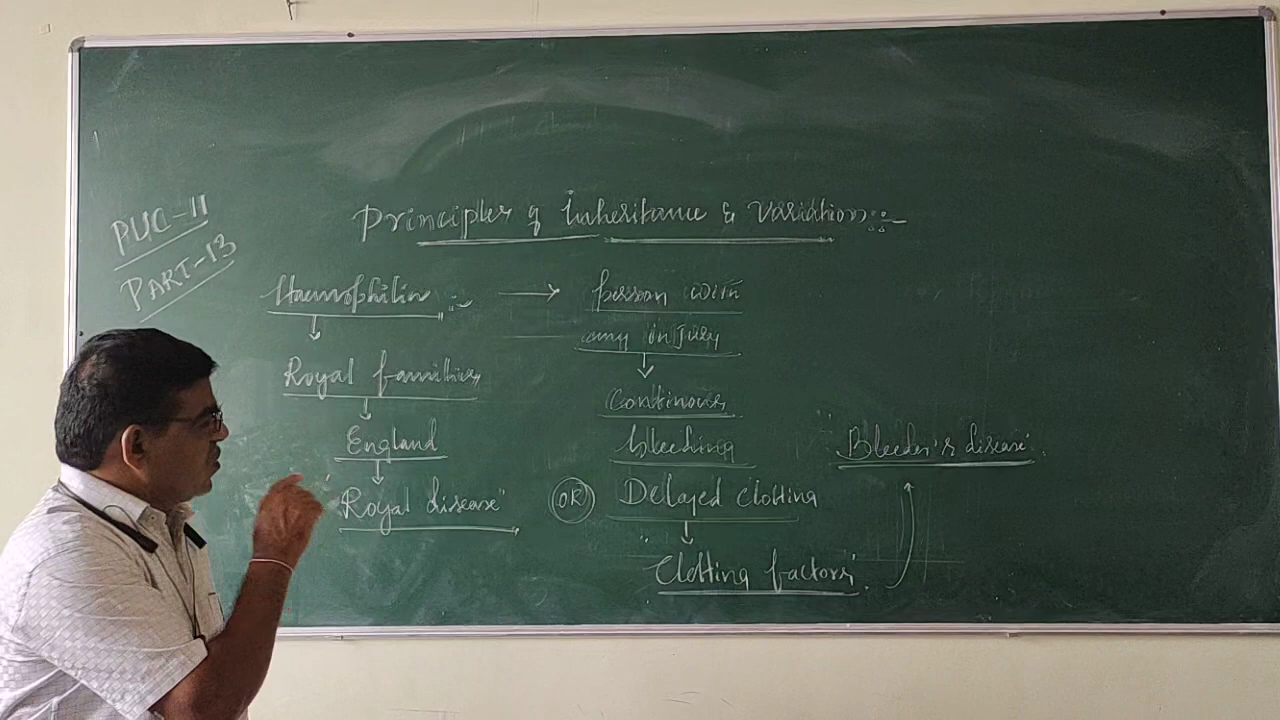 PUC-II
PART-13
Principles of Inheritance & Variation:-
Haemophilia :-
Royal families
England
"Royal disease"
→ person with
any injury
Continous
bleeding
OR Delayed clotting
"Clotting factors".
"Bleeder's disease".